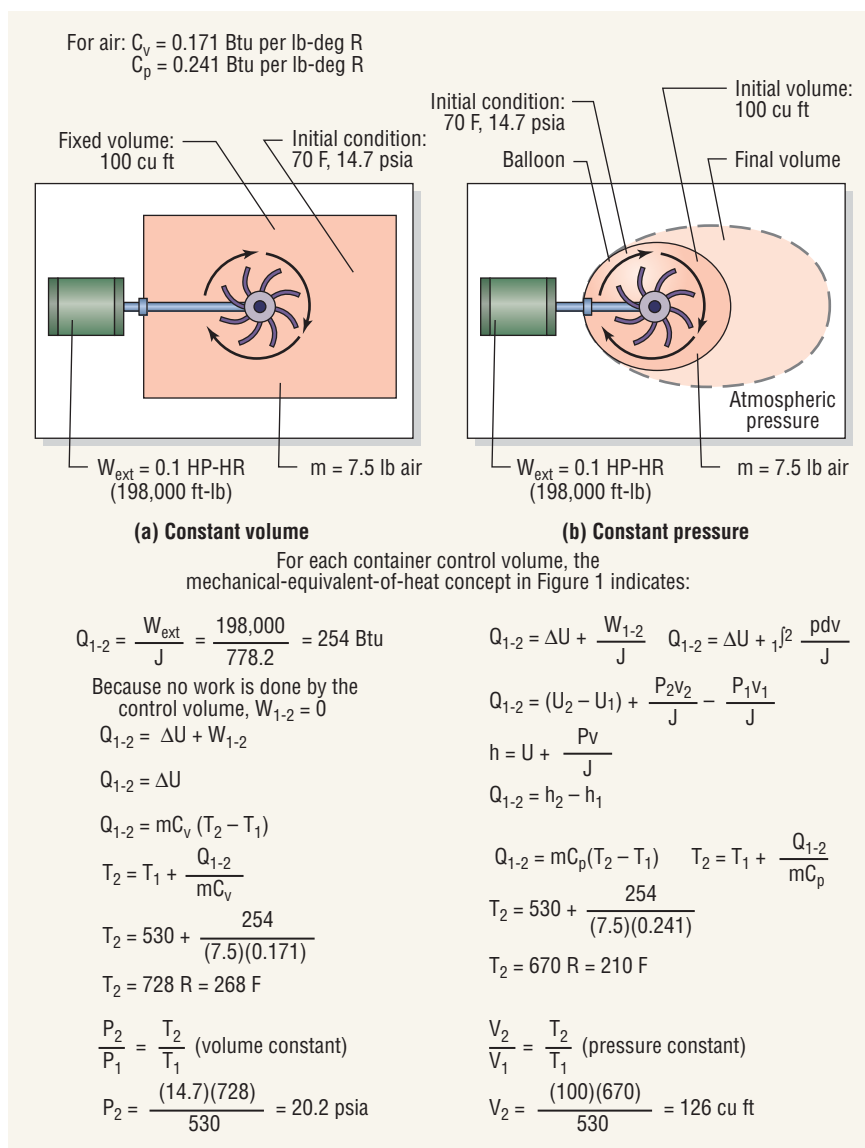 For air: Cv = 0.171 Btu per lb-deg R
Cp = 0.241 Btu per lb-deg R
Fixed volume:
100 cu ft
Initial condition:
70 F, 14.7 psia
Wext = 0.1 HP-HR
(198,000 ft-lb)
m = 7.5 lb air
(a) Constant volume
Initial condition:
70 F, 14.7 psia
Balloon
Initial volume:
100 cu ft
Final volume
Atmospheric
pressure
Wext = 0.1 HP-HR
(198,000 ft-lb)
m = 7.5 lb air
(b) Constant pressure
For each container control volume, the
mechanical-equivalent-of-heat concept in Figure 1 indicates:
Q1-2 = Wext / J = 198,000 / 778.2 = 254 Btu
Because no work is done by the
control volume, W1-2 = 0
Q1-2 = ΔU + W1-2
Q1-2 = ΔU
Q1-2 = mCv (T2 – T1)
T2 = T1 + Q1-2 / mCv
T2 = 530 + 254 / (7.5)(0.171)
T2 = 728 R = 268 F
P2 / P1 = T2 / T1 (volume constant)
P2 = (14.7)(728) / 530 = 20.2 psia
Q1-2 = ΔU + W1-2 / J Q1-2 = ΔU + 1∫2 pdv / J
Q1-2 = (U2 – U1) + P2v2 / J – P1v1 / J
h = U + Pv / J
Q1-2 = h2 – h1
Q1-2 = mCp(T2 – T1) T2 = T1 + Q1-2 / mCp
T2 = 530 + 254 / (7.5)(0.241)
T2 = 670 R = 210 F
V2 / V1 = T2 / T1 (pressure constant)
V2 = (100)(670) / 530 = 126 cu ft